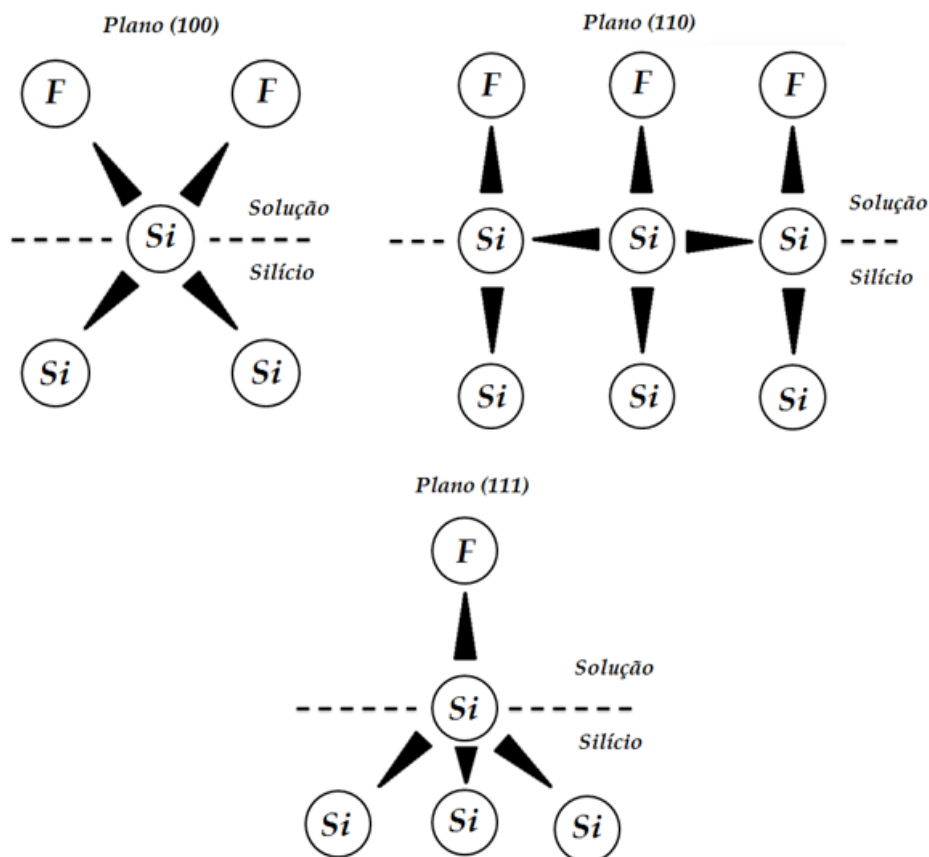 Plano (100)
Plano (110)
F F
F F F
Solução
Si
Silício
Solução
Si Si Si
Silício
Si Si
Si Si Si
Plano (111)
F
Solução
Si
Silício
Si Si Si